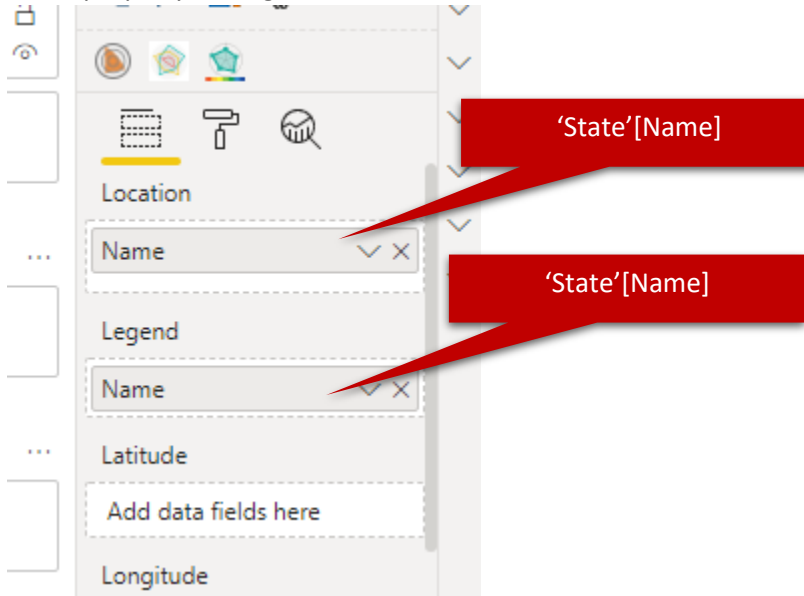 'State'[Name]
Location
Name
'State'[Name]
Legend
Name
Latitude
Add data fields here
Longitude